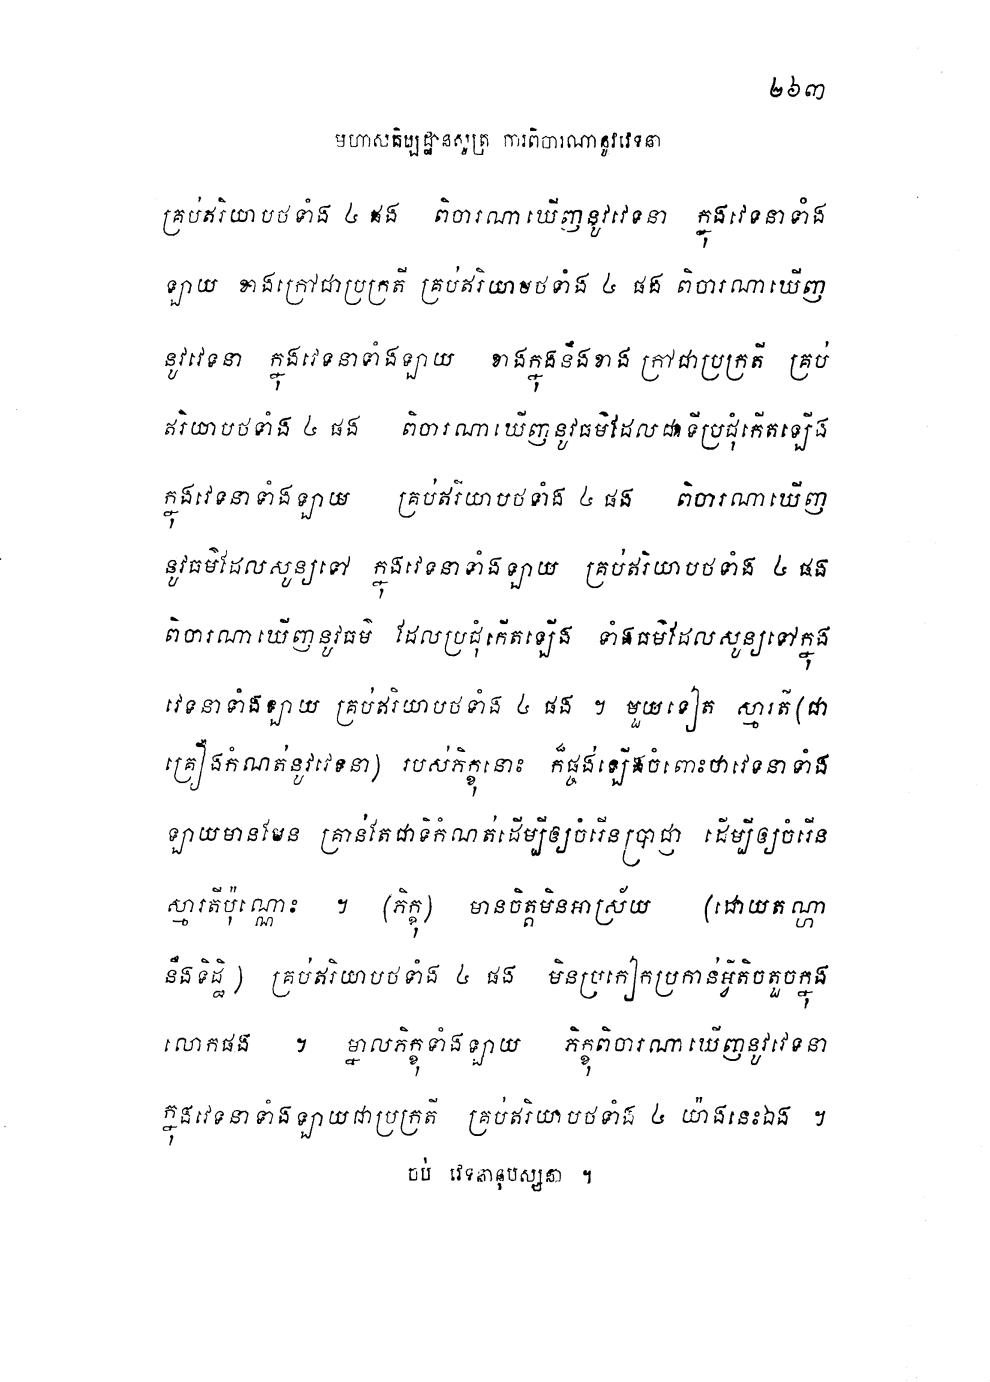 ២៦៣
មហាសតិប្បដ្ឋានសូត្រ ការពិចារណានូវវេទនា
គ្រប់ឥរិយាបថទាំង ៤ ផង ពិចារណាឃើញនូវវេទនា ក្នុងវេទនាទាំង
ឡាយ ខាងក្រៅជាប្រក្រតី គ្រប់ឥរិយាបថទាំង ៤ ផង ពិចារណាឃើញ
នូវវេទនា ក្នុងវេទនាទាំងឡាយ ខាងក្នុងនឹងខាង ក្រៅជាប្រក្រតី គ្រប់
ឥរិយាបថទាំង ៤ ផង ពិចារណាឃើញនូវធម៌ដែលជាទីប្រជុំកើតឡើង
ក្នុងវេទនាទាំងឡាយ គ្រប់ឥរិយាបថទាំង ៤ ផង ពិចារណាឃើញ
នូវធម៌ដែលសូន្យទៅ ក្នុងវេទនាទាំងឡាយ គ្រប់ឥរិយាបថទាំង ៤ ផង
ពិចារណាឃើញនូវធម៌ ដែលប្រជុំកើតឡើង ទាំងធម៌ដែលសូន្យទៅក្នុង
វេទនាទាំងឡាយ គ្រប់ឥរិយាបថទាំង ៤ ផង ។ មួយទៀត ស្មារតី (ជា
គ្រឿងកំណត់នូវវេទនា) របស់ភិក្ខុនោះ ក៏ផ្ចង់ឡើងចំពោះថាវេទនាទាំង
ឡាយមានមែន គ្រាន់តែជាទីកំណត់ដើម្បីឲ្យចំរើនប្រាជ្ញា ដើម្បីឲ្យចំរើន
ស្មារតីប៉ុណ្ណោះ ។ (ភិក្ខុ) មានចិត្តមិនអាស្រ័យ (ដោយតណ្ហា
នឹងទិដ្ឋិ) គ្រប់ឥរិយាបថទាំង ៤ ផង មិនប្រកៀកប្រកាន់អ្វីតិចតួចក្នុង
លោកផង ។ ម្នាលភិក្ខុទាំងឡាយ ភិក្ខុពិចារណាឃើញនូវវេទនា
ក្នុងវេទនាទាំងឡាយជាប្រក្រតី គ្រប់ឥរិយាបថទាំង ៤ យ៉ាងនេះឯង ។
ចប់ វេទនានុបស្សនា ។